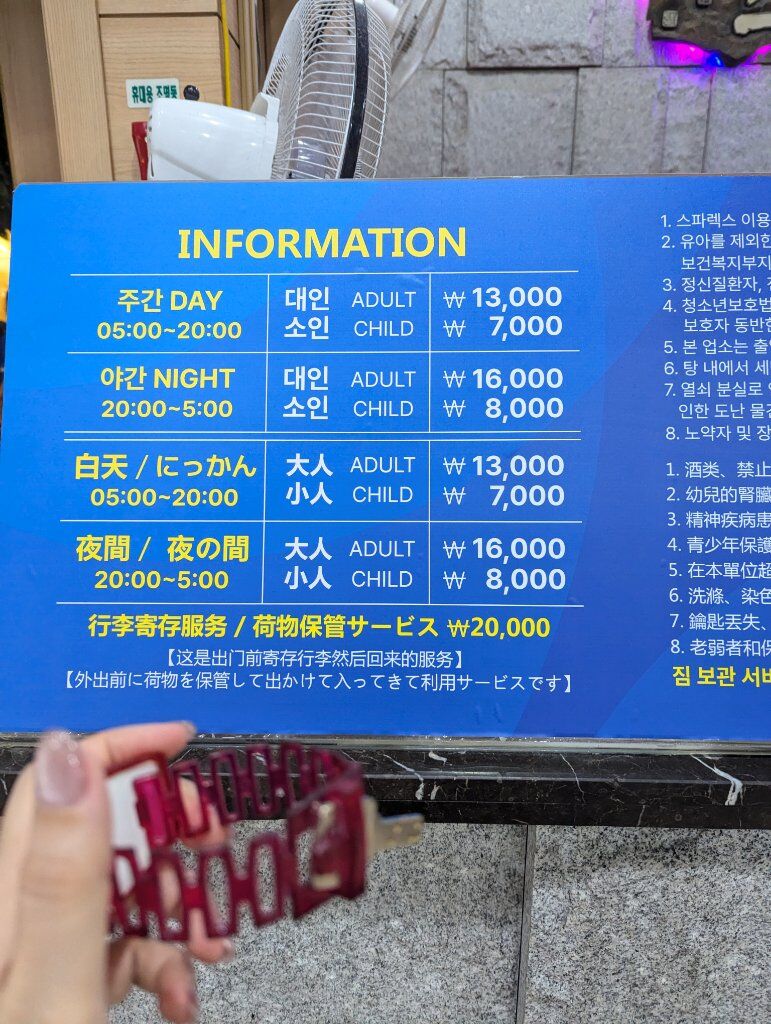 휴대용 조명등
INFORMATION
주간 DAY
05:00~20:00
대인 ADULT ₩ 13,000
소인 CHILD ₩ 7,000
야간 NIGHT
20:00~5:00
대인 ADULT ₩ 16,000
소인 CHILD ₩ 8,000
白天 / にっかん
05:00~20:00
大人 ADULT ₩ 13,000
小人 CHILD ₩ 7,000
夜間 / 夜の間
20:00~5:00
大人 ADULT ₩ 16,000
小人 CHILD ₩ 8,000
行李寄存服务 / 荷物保管サービス ₩20,000
【这是出门前寄存行李然后回来的服务】
【外出前に荷物を保管して出かけて入ってきて利用サービスです】
1. 스파렉스 이용
2. 유아를 제외한
보건복지부지
3. 정신질환자,
4. 청소년보호법
보호자 동반한
5. 본 업소는 출
6. 탕 내에서 세
7. 열쇠 분실로
인한 도난 물
8. 노약자 및 장
1. 酒类、禁止
2. 幼兒的腎臟
3. 精神疾病患
4. 青少年保護
5. 在本單位超
6. 洗滌、染色
7. 鑰匙丟失、
8. 老弱者和保
짐 보관 서비